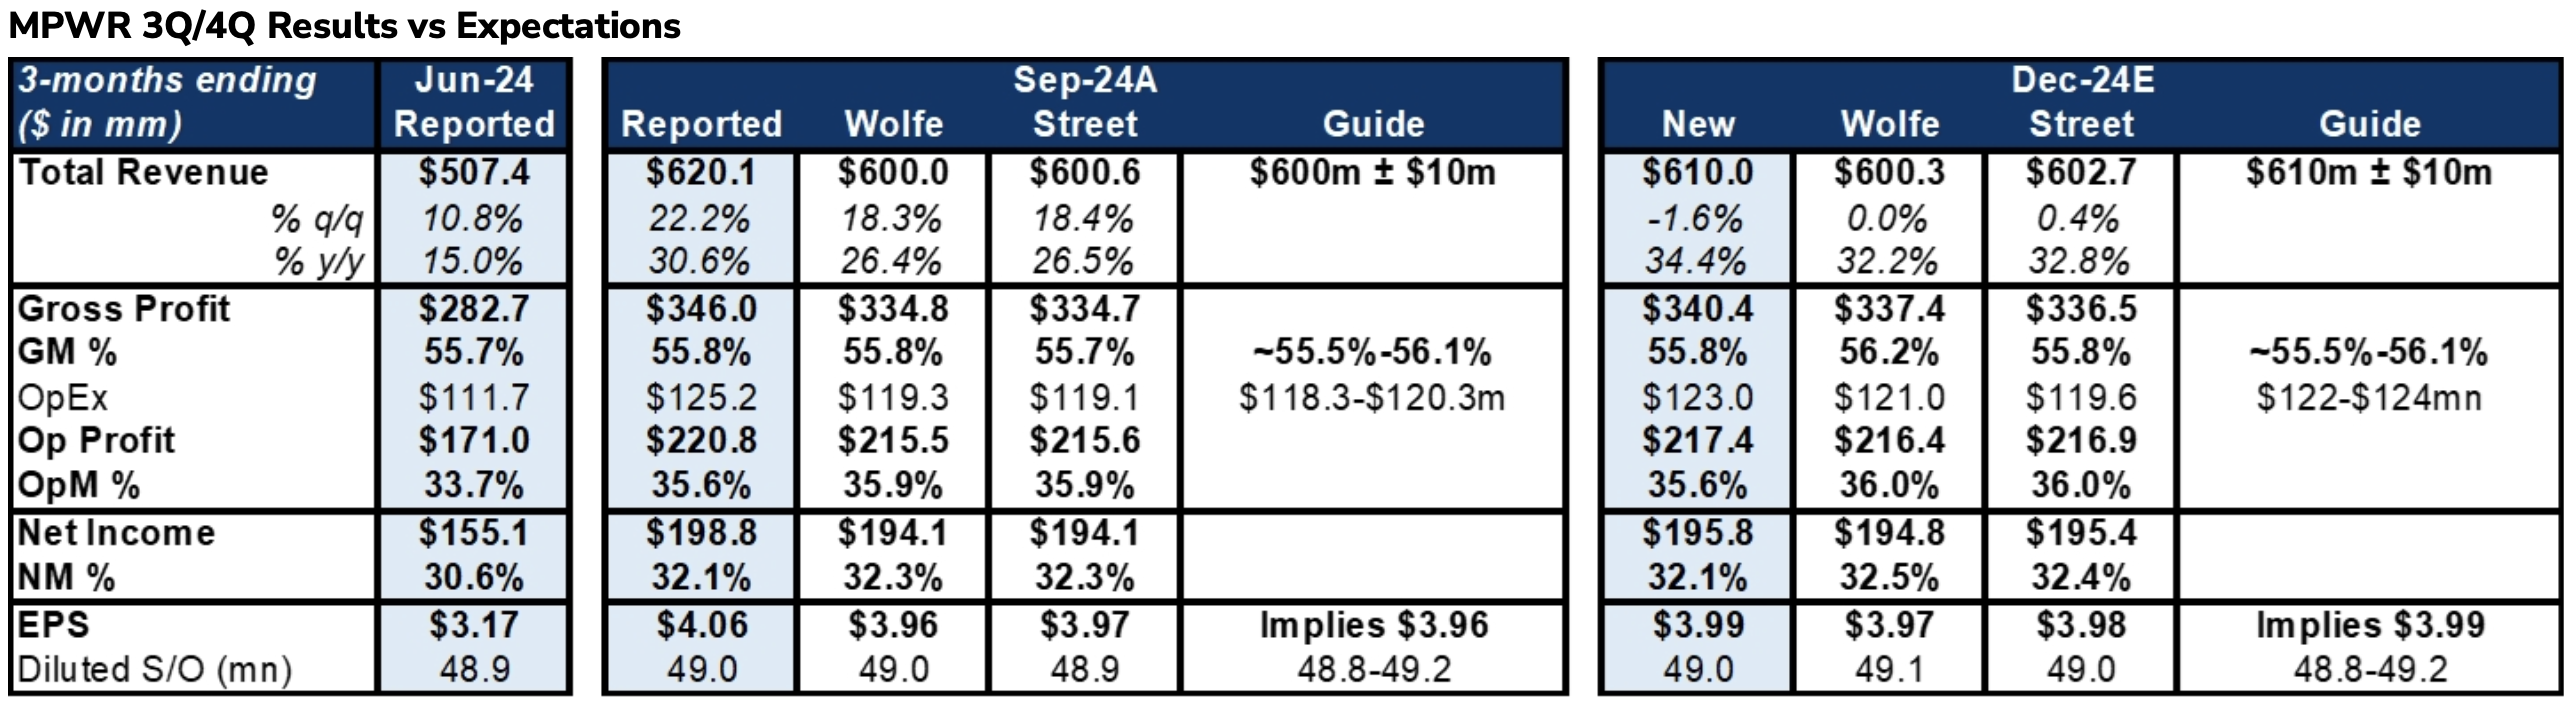 MPWR 3Q/4Q Results vs Expectations
3-months ending Jun-24 Sep-24A Dec-24E
($ in mm) Reported Reported Wolfe Street Guide New Wolfe Street Guide
Total Revenue $507.4 $620.1 $600.0 $600.6 $600m ± $10m $610.0 $600.3 $602.7 $610m ± $10m
% q/q 10.8% 22.2% 18.3% 18.4% -1.6% 0.0% 0.4%
% y/y 15.0% 30.6% 26.4% 26.5% 34.4% 32.2% 32.8%
Gross Profit $282.7 $346.0 $334.8 $334.7 $340.4 $337.4 $336.5
GM % 55.7% 55.8% 55.8% 55.7% ~55.5%-56.1% 55.8% 56.2% 55.8% ~55.5%-56.1%
OpEx $111.7 $125.2 $119.3 $119.1 $118.3-$120.3m $123.0 $121.0 $119.6 $122-$124mn
Op Profit $171.0 $220.8 $215.5 $215.6 $217.4 $216.4 $216.9
OpM % 33.7% 35.6% 35.9% 35.9% 35.6% 36.0% 36.0%
Net Income $155.1 $198.8 $194.1 $194.1 $195.8 $194.8 $195.4
NM % 30.6% 32.1% 32.3% 32.3% 32.1% 32.5% 32.4%
EPS $3.17 $4.06 $3.96 $3.97 Implies $3.96 $3.99 $3.97 $3.98 Implies $3.99
Diluted S/O (mn) 48.9 49.0 49.0 48.9 48.8-49.2 49.0 49.1 49.0 48.8-49.2